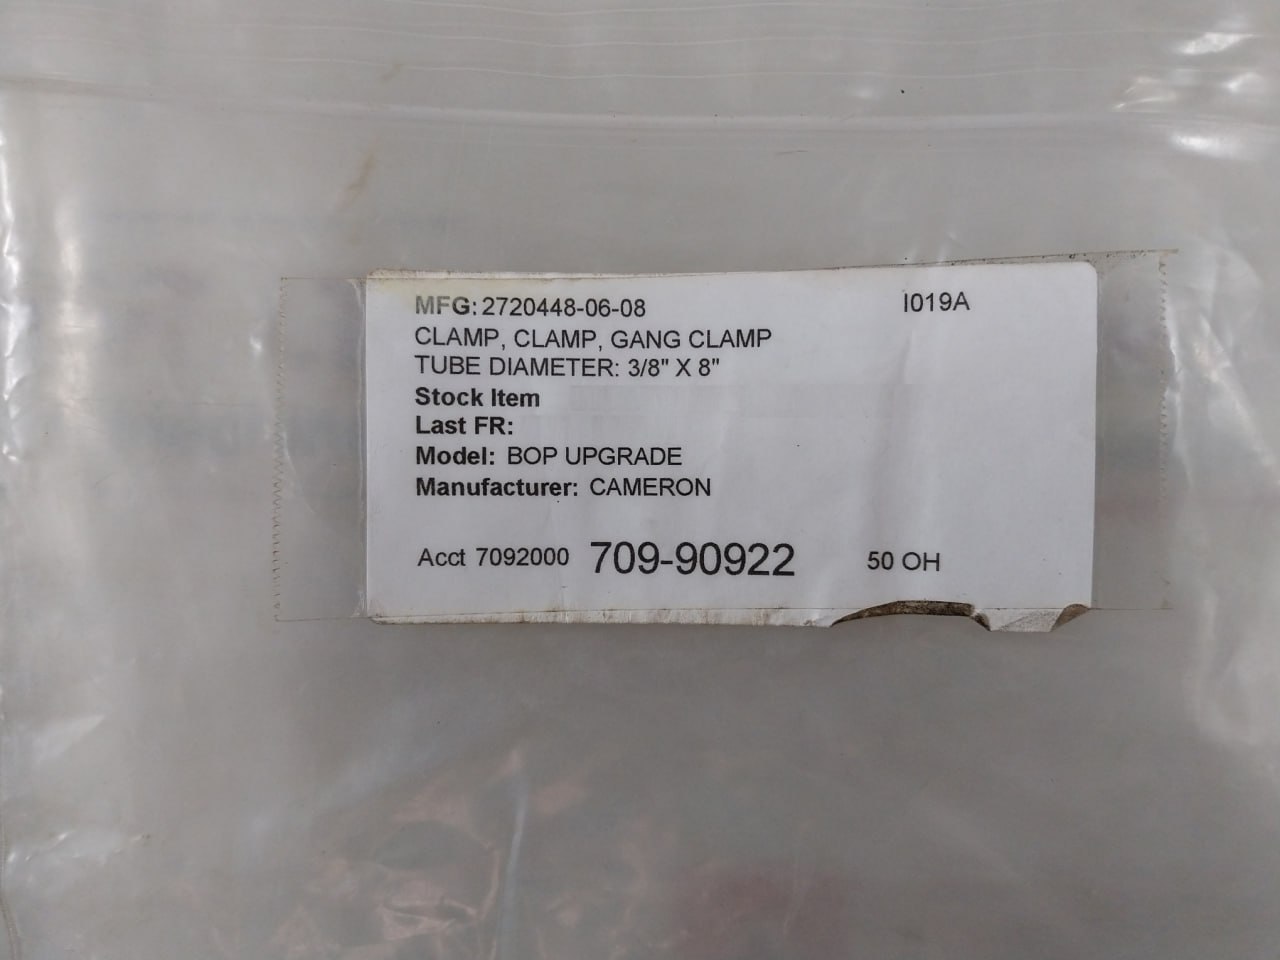 MFG: 2720448-06-08 I019A
CLAMP, CLAMP, GANG CLAMP
TUBE DIAMETER: 3/8" X 8"
Stock Item
Last FR:
Model: BOP UPGRADE
Manufacturer: CAMERON
Acct 7092000 709-90922 50 OH